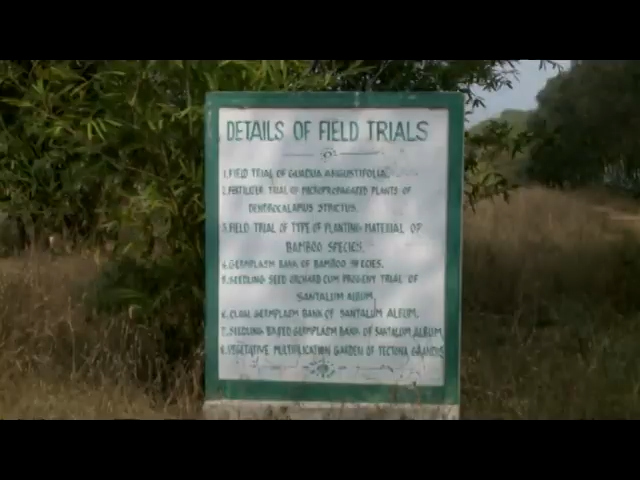 DETAILS OF FIELD TRIALS
1. FIELD TRIAL OF GUADUA ANGUSTIFOLIA.
2. FERTILIZER TRIAL OF MICROPROPAGATED PLANTS OF
DENDROCALAMUS STRICTUS.
3. FIELD TRIAL OF TYPE OF PLANTING MATERIAL OF
BAMBOO SPECIES.
4. GERMPLASM BANK OF BAMBOO SPECIES.
5. SEEDLING SEED ORCHARD CUM PROGENY TRIAL OF
SANTALUM ALBUM.
6. CLONAL GERMPLASM BANK OF SANTALUM ALBUM.
7. SEEDLING BASED GERMPLASM BANK OF SANTALUM ALBUM
8. VEGETATIVE MULTIPLICATION GARDEN OF TECTONA GRANDIS